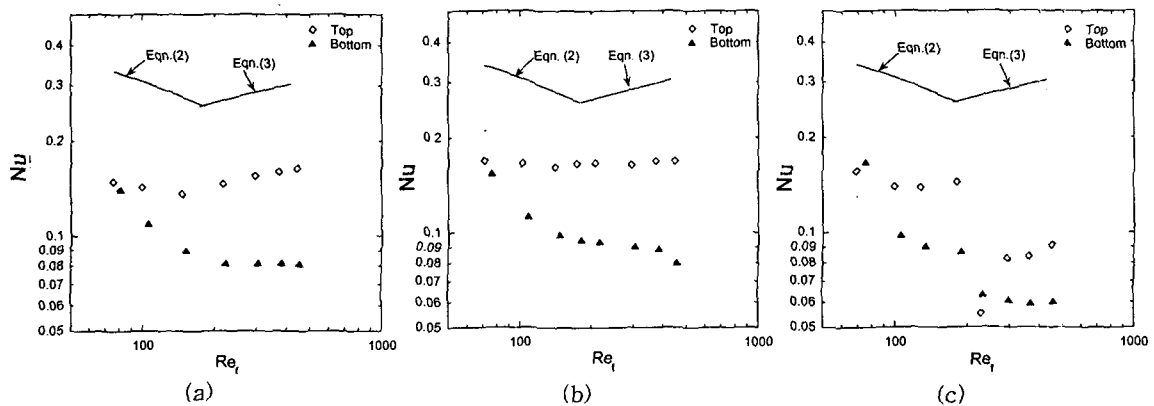 0.4
0.3
0.2
0.1
0.09
0.08
0.07
0.06
0.05
Nu
◇ Top
▲ Bottom
Eqn.(2)
Eqn. (3)
100
1000
Re_f
(a)
0.4
0.3
0.2
0.1
0.09
0.08
0.07
0.06
0.05
Nu
◇ Top
▲ Bottom
Eqn. (2)
Eqn. (3)
100
1000
Re_f
(b)
0.4
0.3
0.2
0.1
0.09
0.08
0.07
0.06
0.05
Nu
◇ Top
▲ Bottom
Eqn.(2)
Eqn.(3)
100
1000
Re_f
(c)